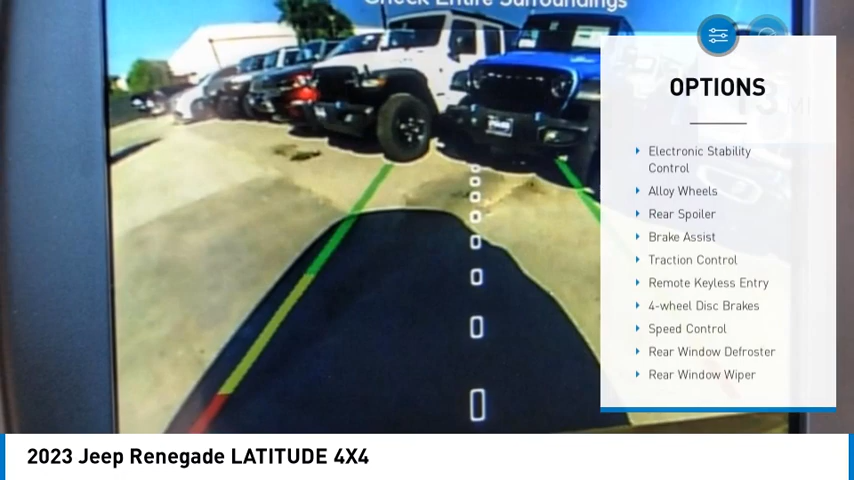 Check Entire Surroundings
OPTIONS
Electronic Stability
Control
Alloy Wheels
Rear Spoiler
Brake Assist
Traction Control
Remote Keyless Entry
4-wheel Disc Brakes
Speed Control
Rear Window Defroster
Rear Window Wiper
2023 Jeep Renegade LATITUDE 4X4